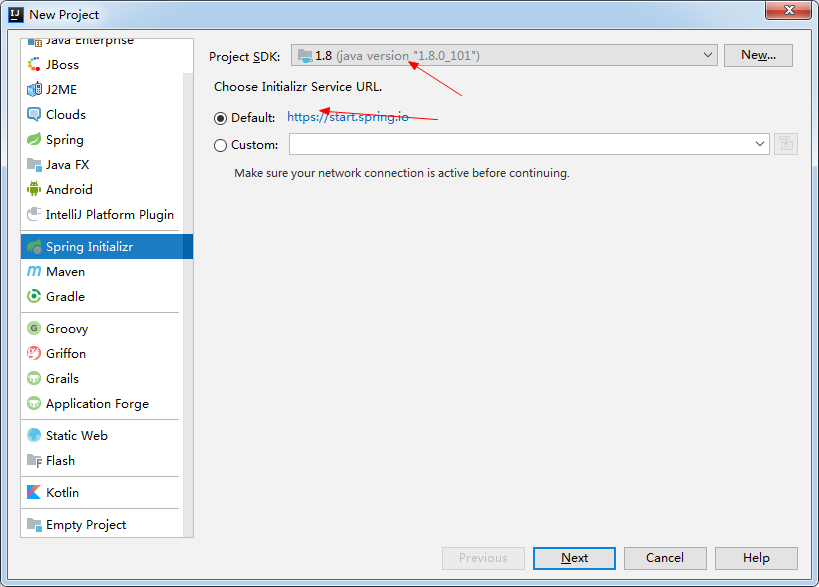 New Project
Java Enterprise
JBoss
J2ME
Clouds
Spring
Java FX
Android
IntelliJ Platform Plugin
Spring Initializr
Maven
Gradle
Groovy
Griffon
Grails
Application Forge
Static Web
Flash
Kotlin
Empty Project
Project SDK: 1.8 (java version "1.8.0_101") New...
Choose Initializr Service URL.
Default: https://start.spring.io
Custom:
Make sure your network connection is active before continuing.
Previous Next Cancel Help